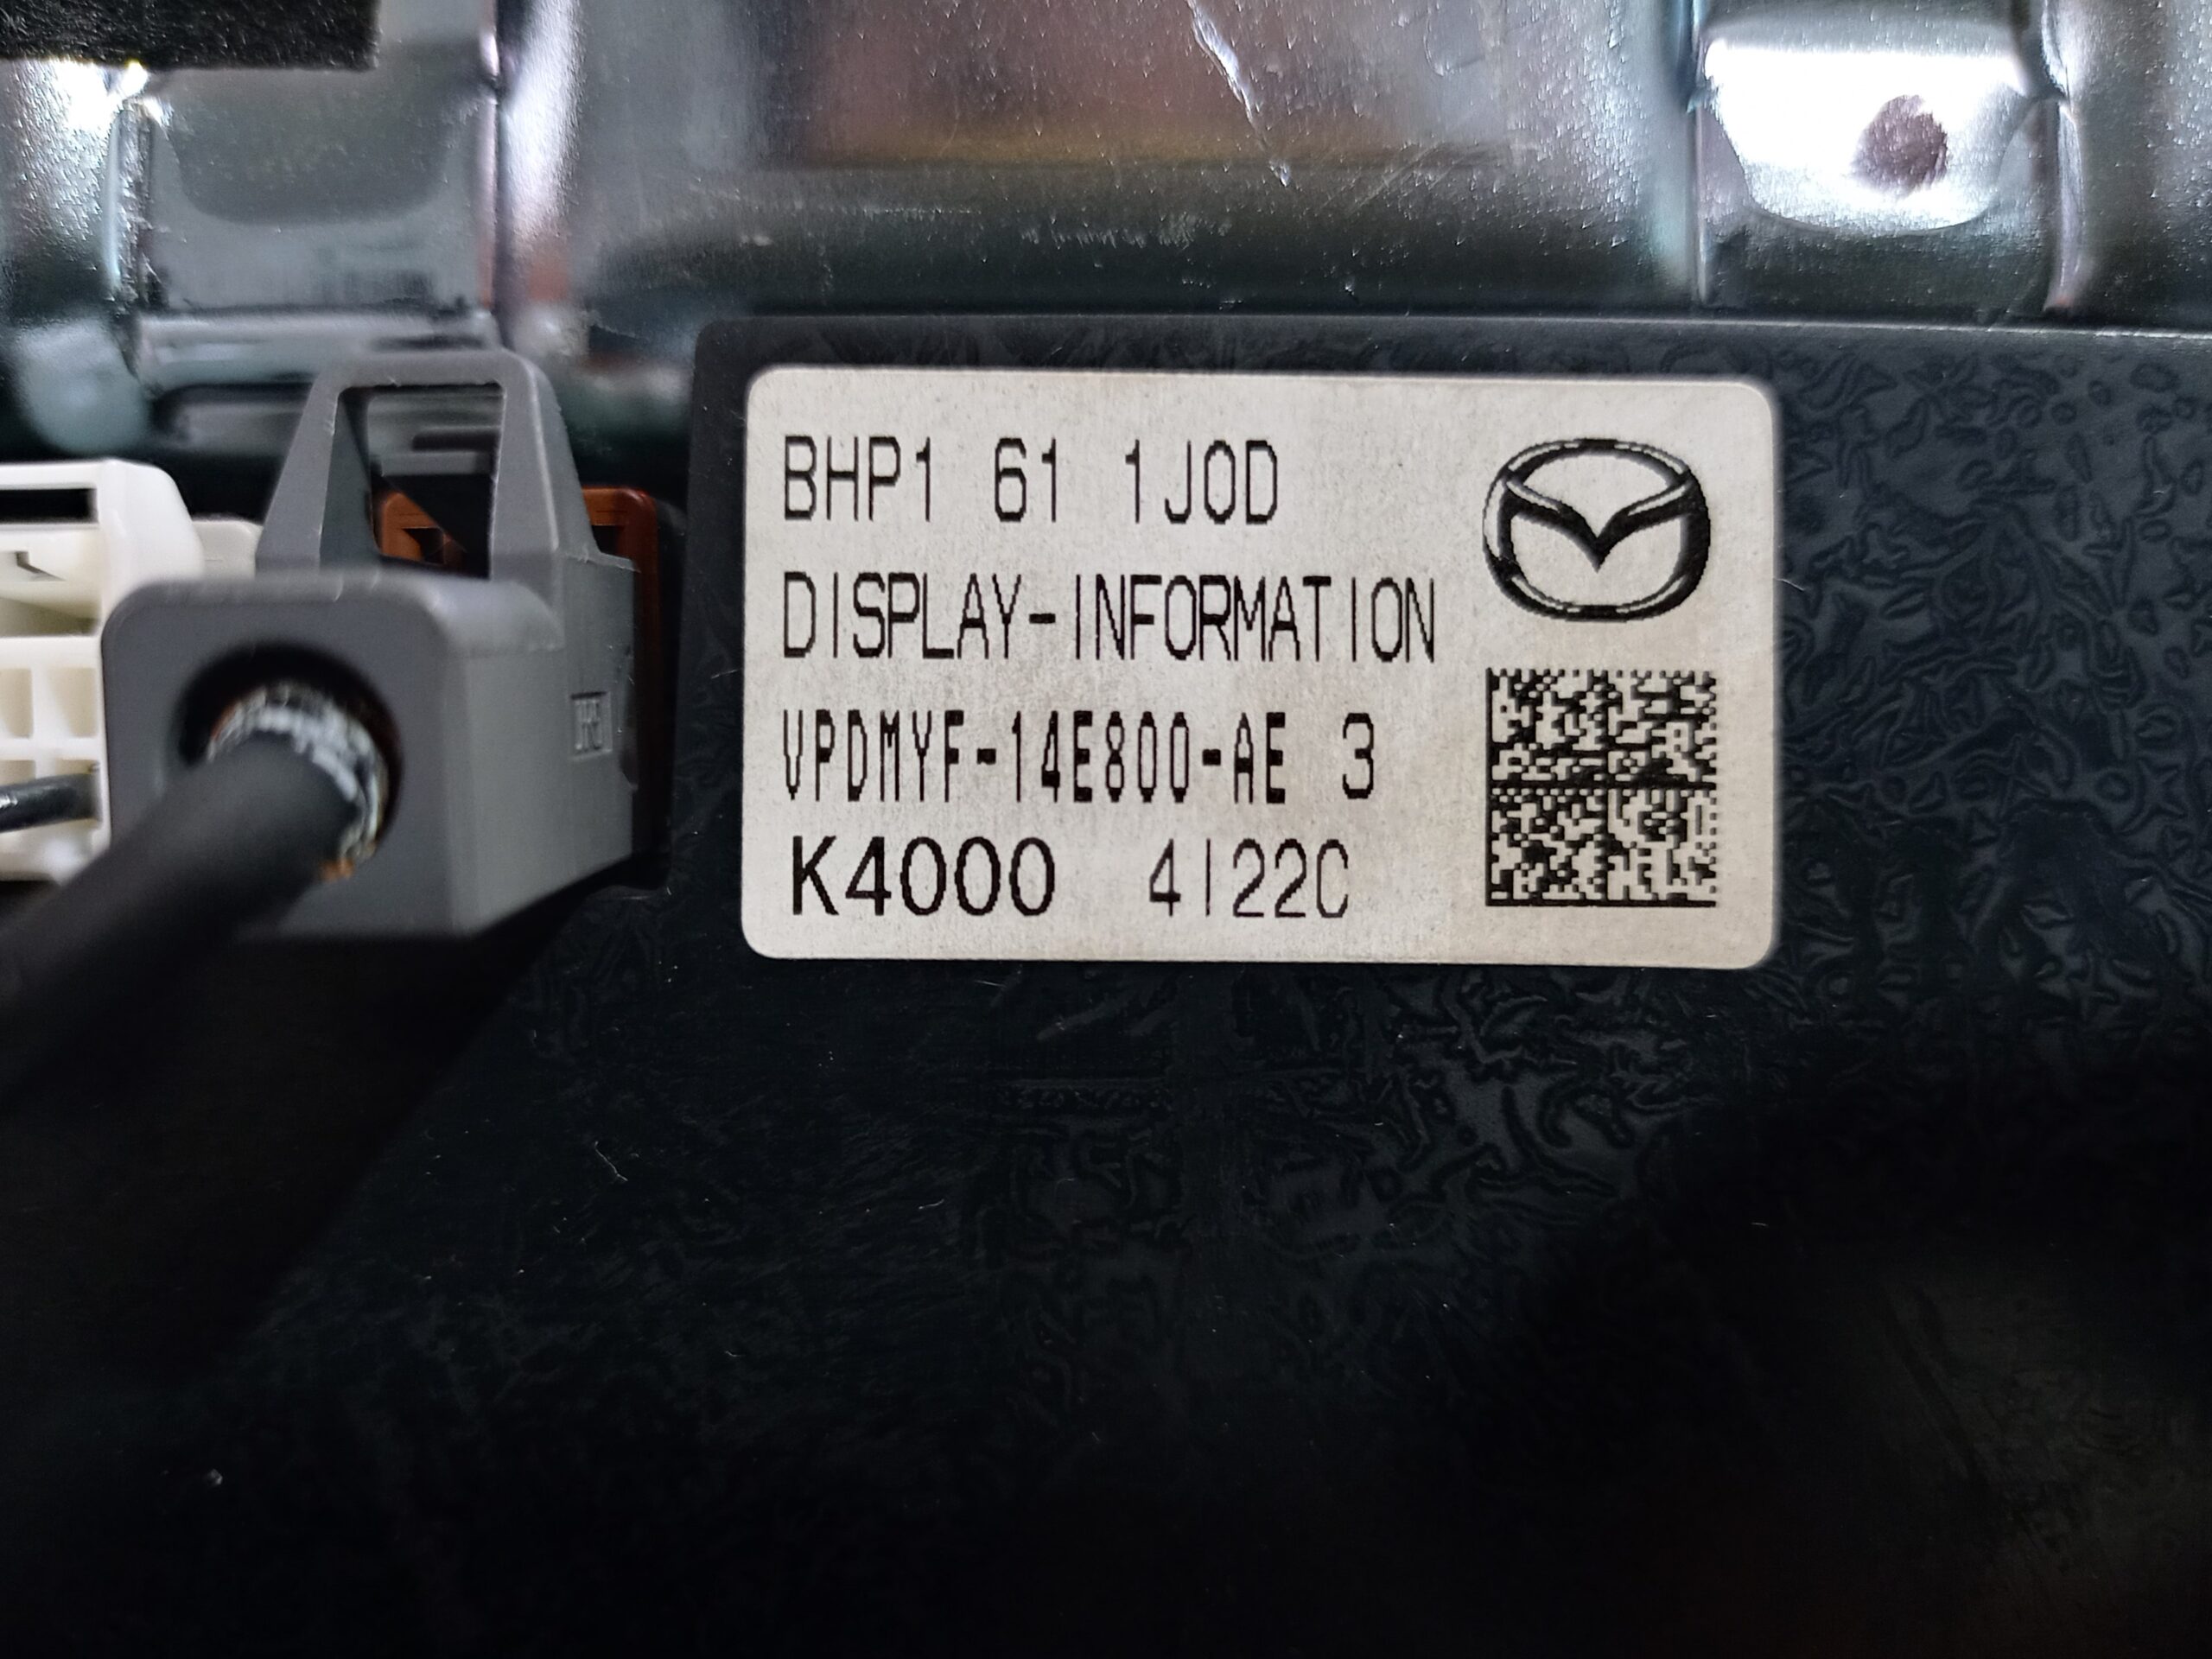 BHP1 61 1J0D
DISPLAY-INFORMATION
VPDMYF-14E800-AE 3
K4000 4I22C